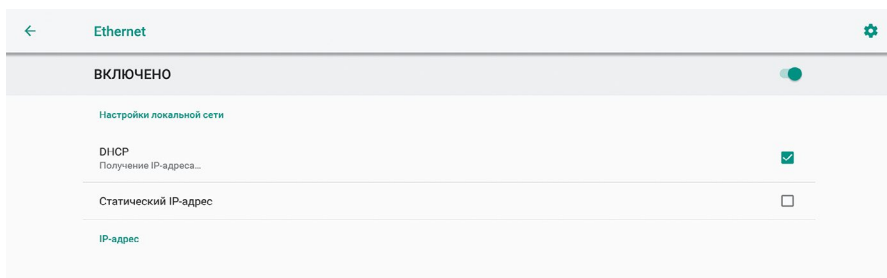 Ethernet
ВКЛЮЧЕНО
Настройки локальной сети
DHCP
Получение IP-адреса...
Статический IP-адрес
IP-адрес